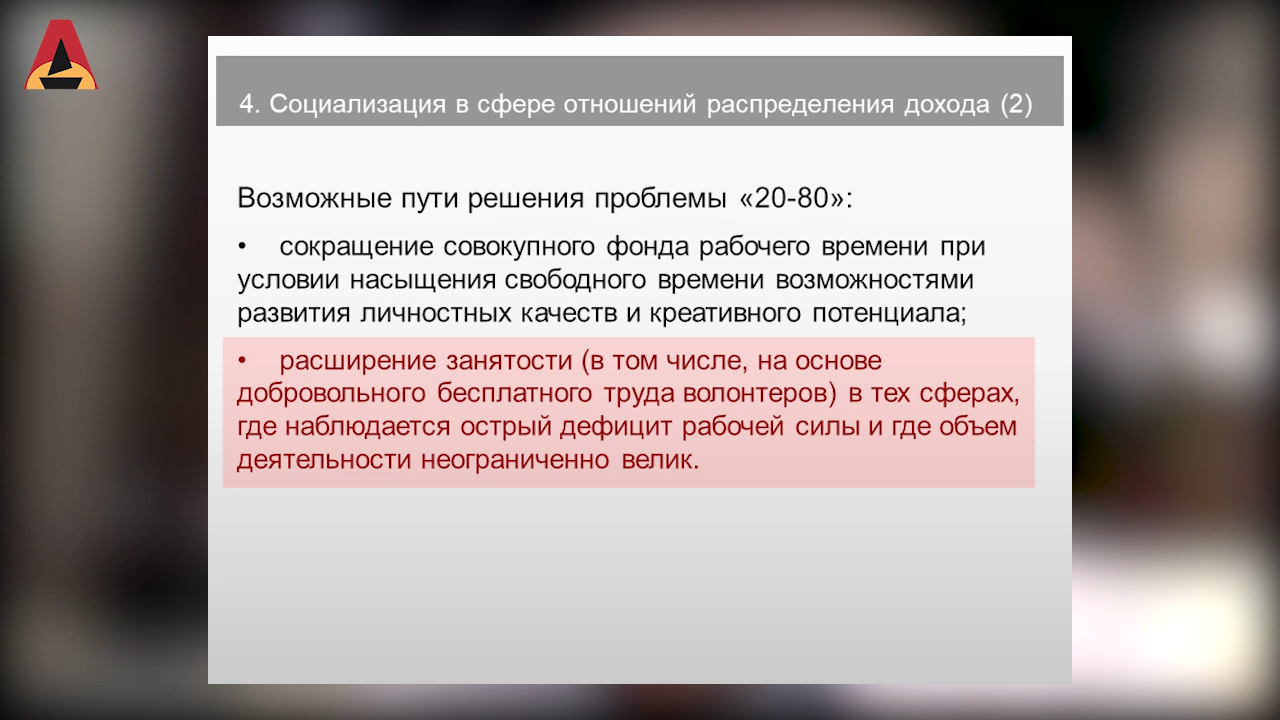 4. Социализация в сфере отношений распределения дохода (2)
Возможные пути решения проблемы «20-80»:
• сокращение совокупного фонда рабочего времени при
условии насыщения свободного времени возможностями
развития личностных качеств и креативного потенциала;
• расширение занятости (в том числе, на основе
добровольного бесплатного труда волонтеров) в тех сферах,
где наблюдается острый дефицит рабочей силы и где объем
деятельности неограниченно велик.